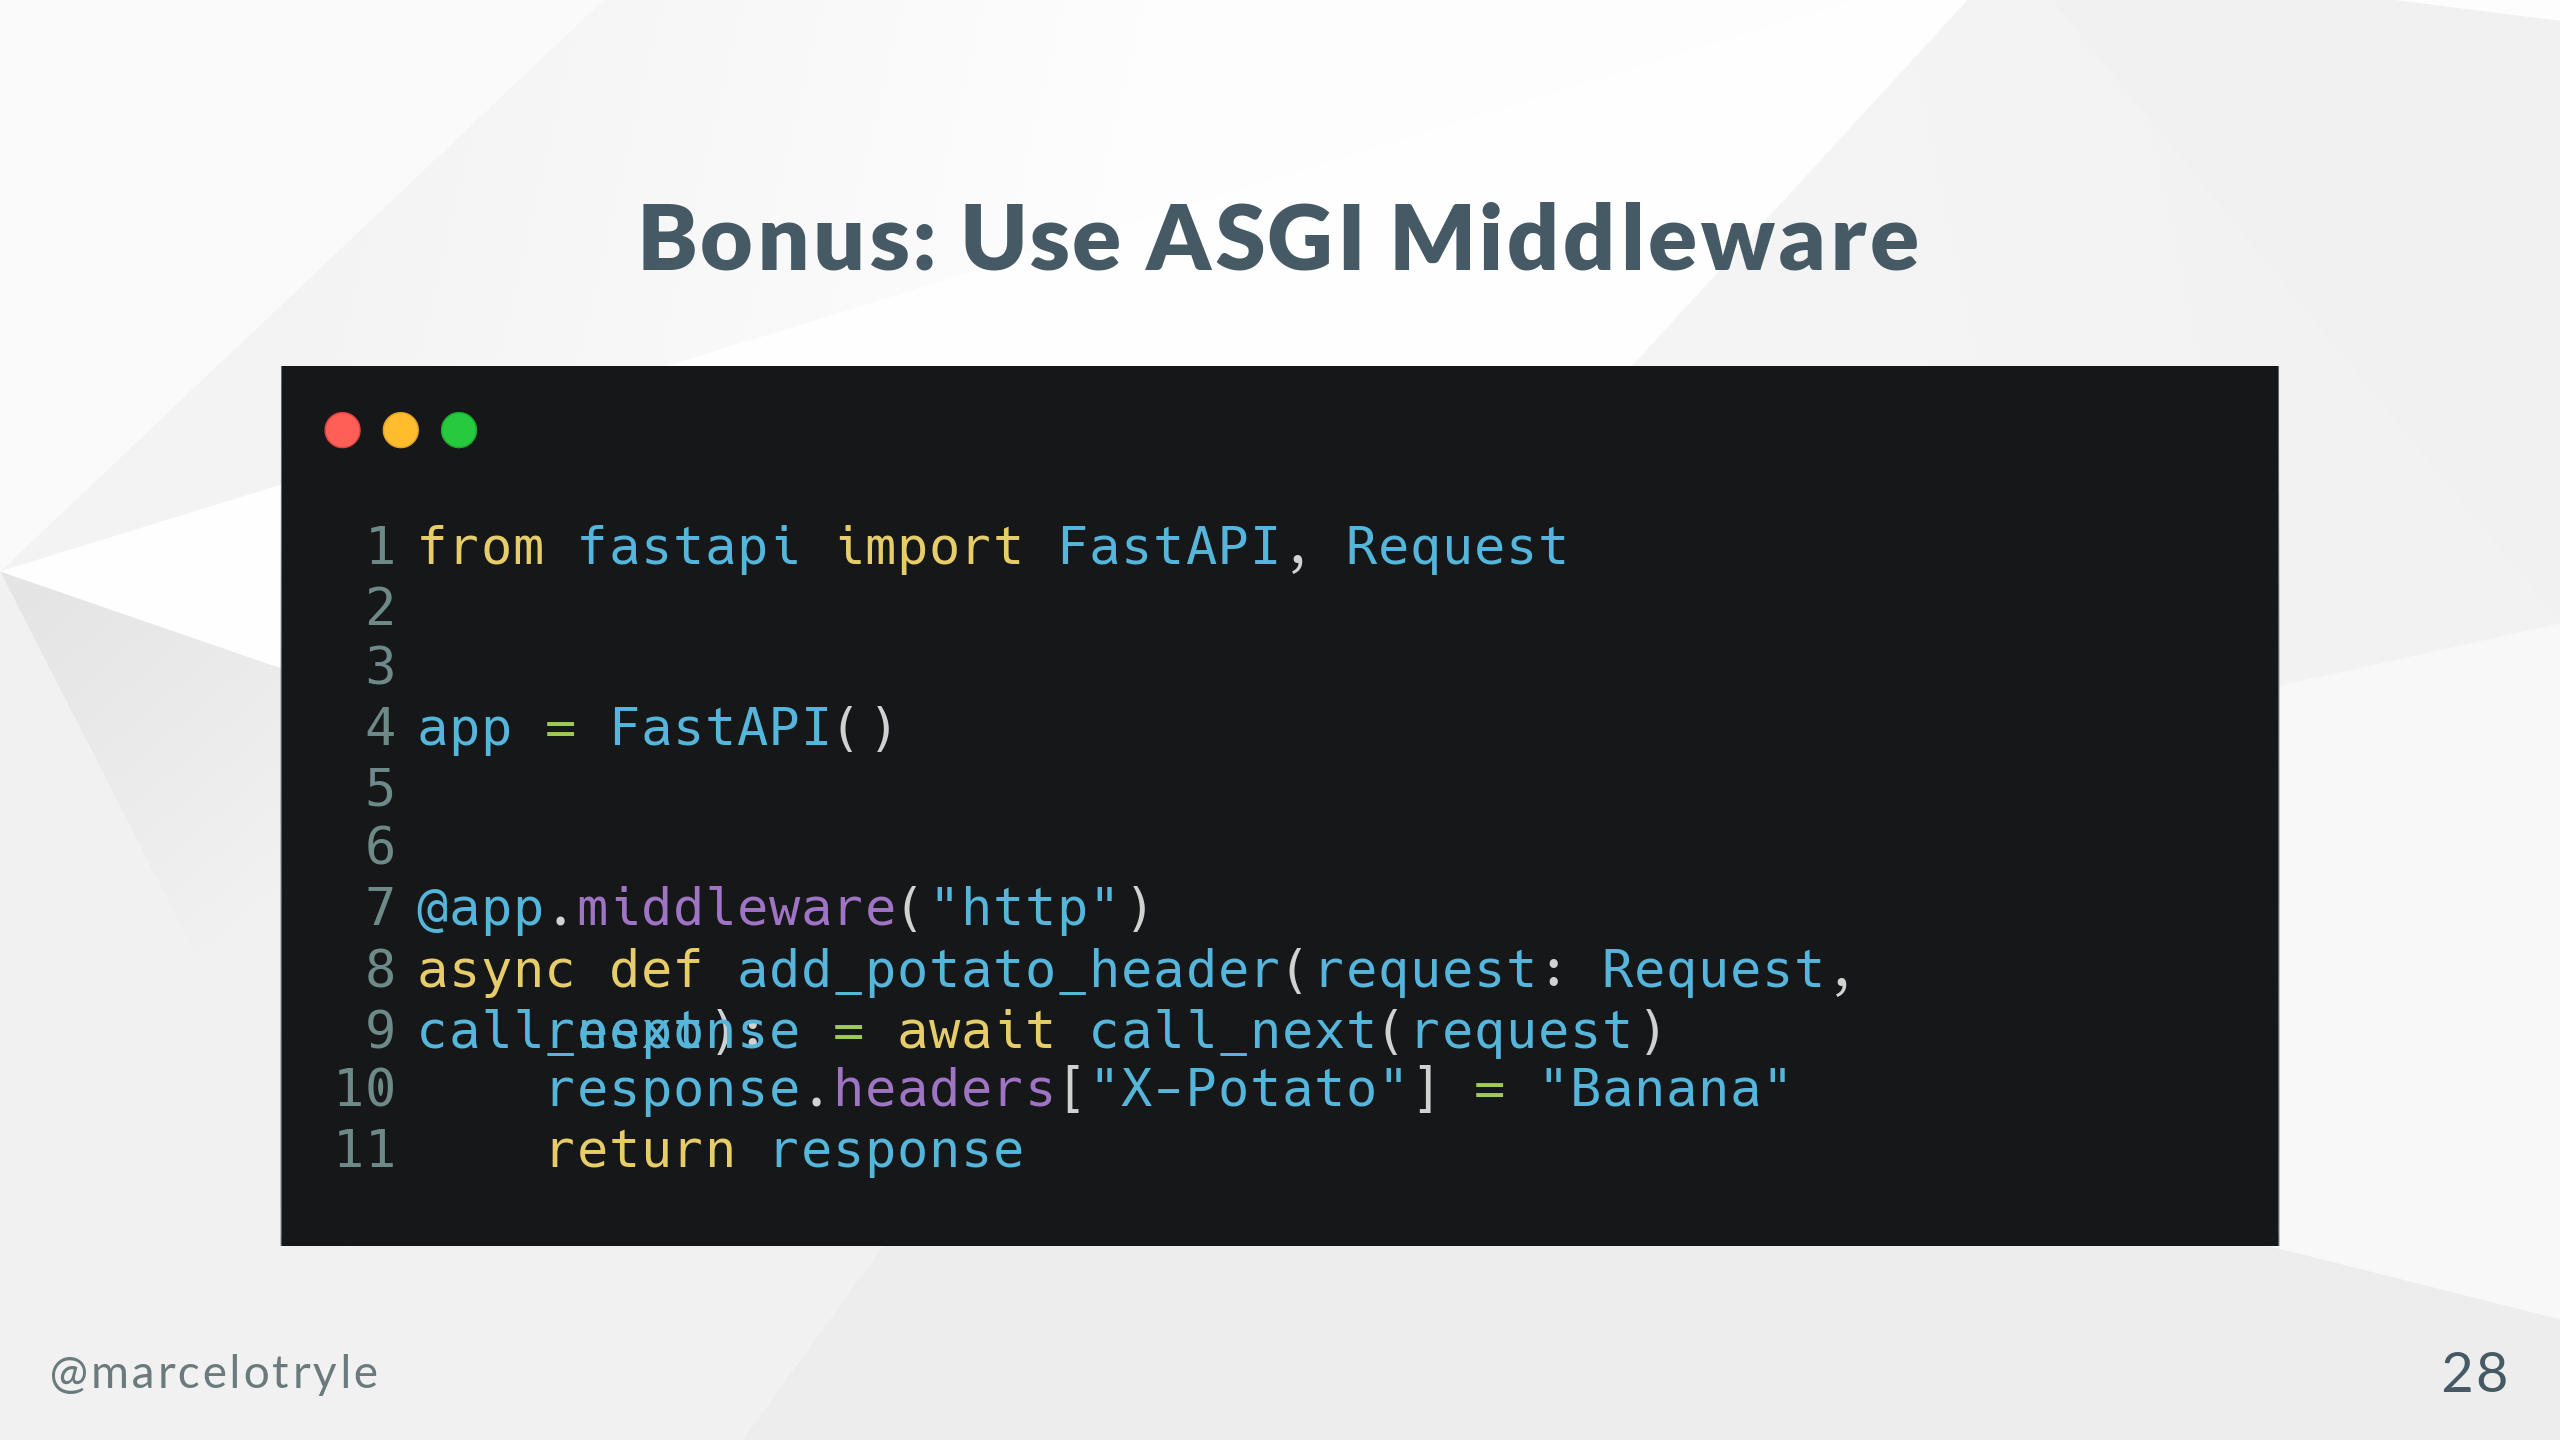 Bonus: Use ASGI Middleware
1 from fastapi import FastAPI, Request
2
3
4 app = FastAPI()
5
6
7 @app.middleware("http")
8 async def add_potato_header(request: Request,
call_next):
9     response = await call_next(request)
10     response.headers["X-Potato"] = "Banana"
11     return response
@marcelotryle
28